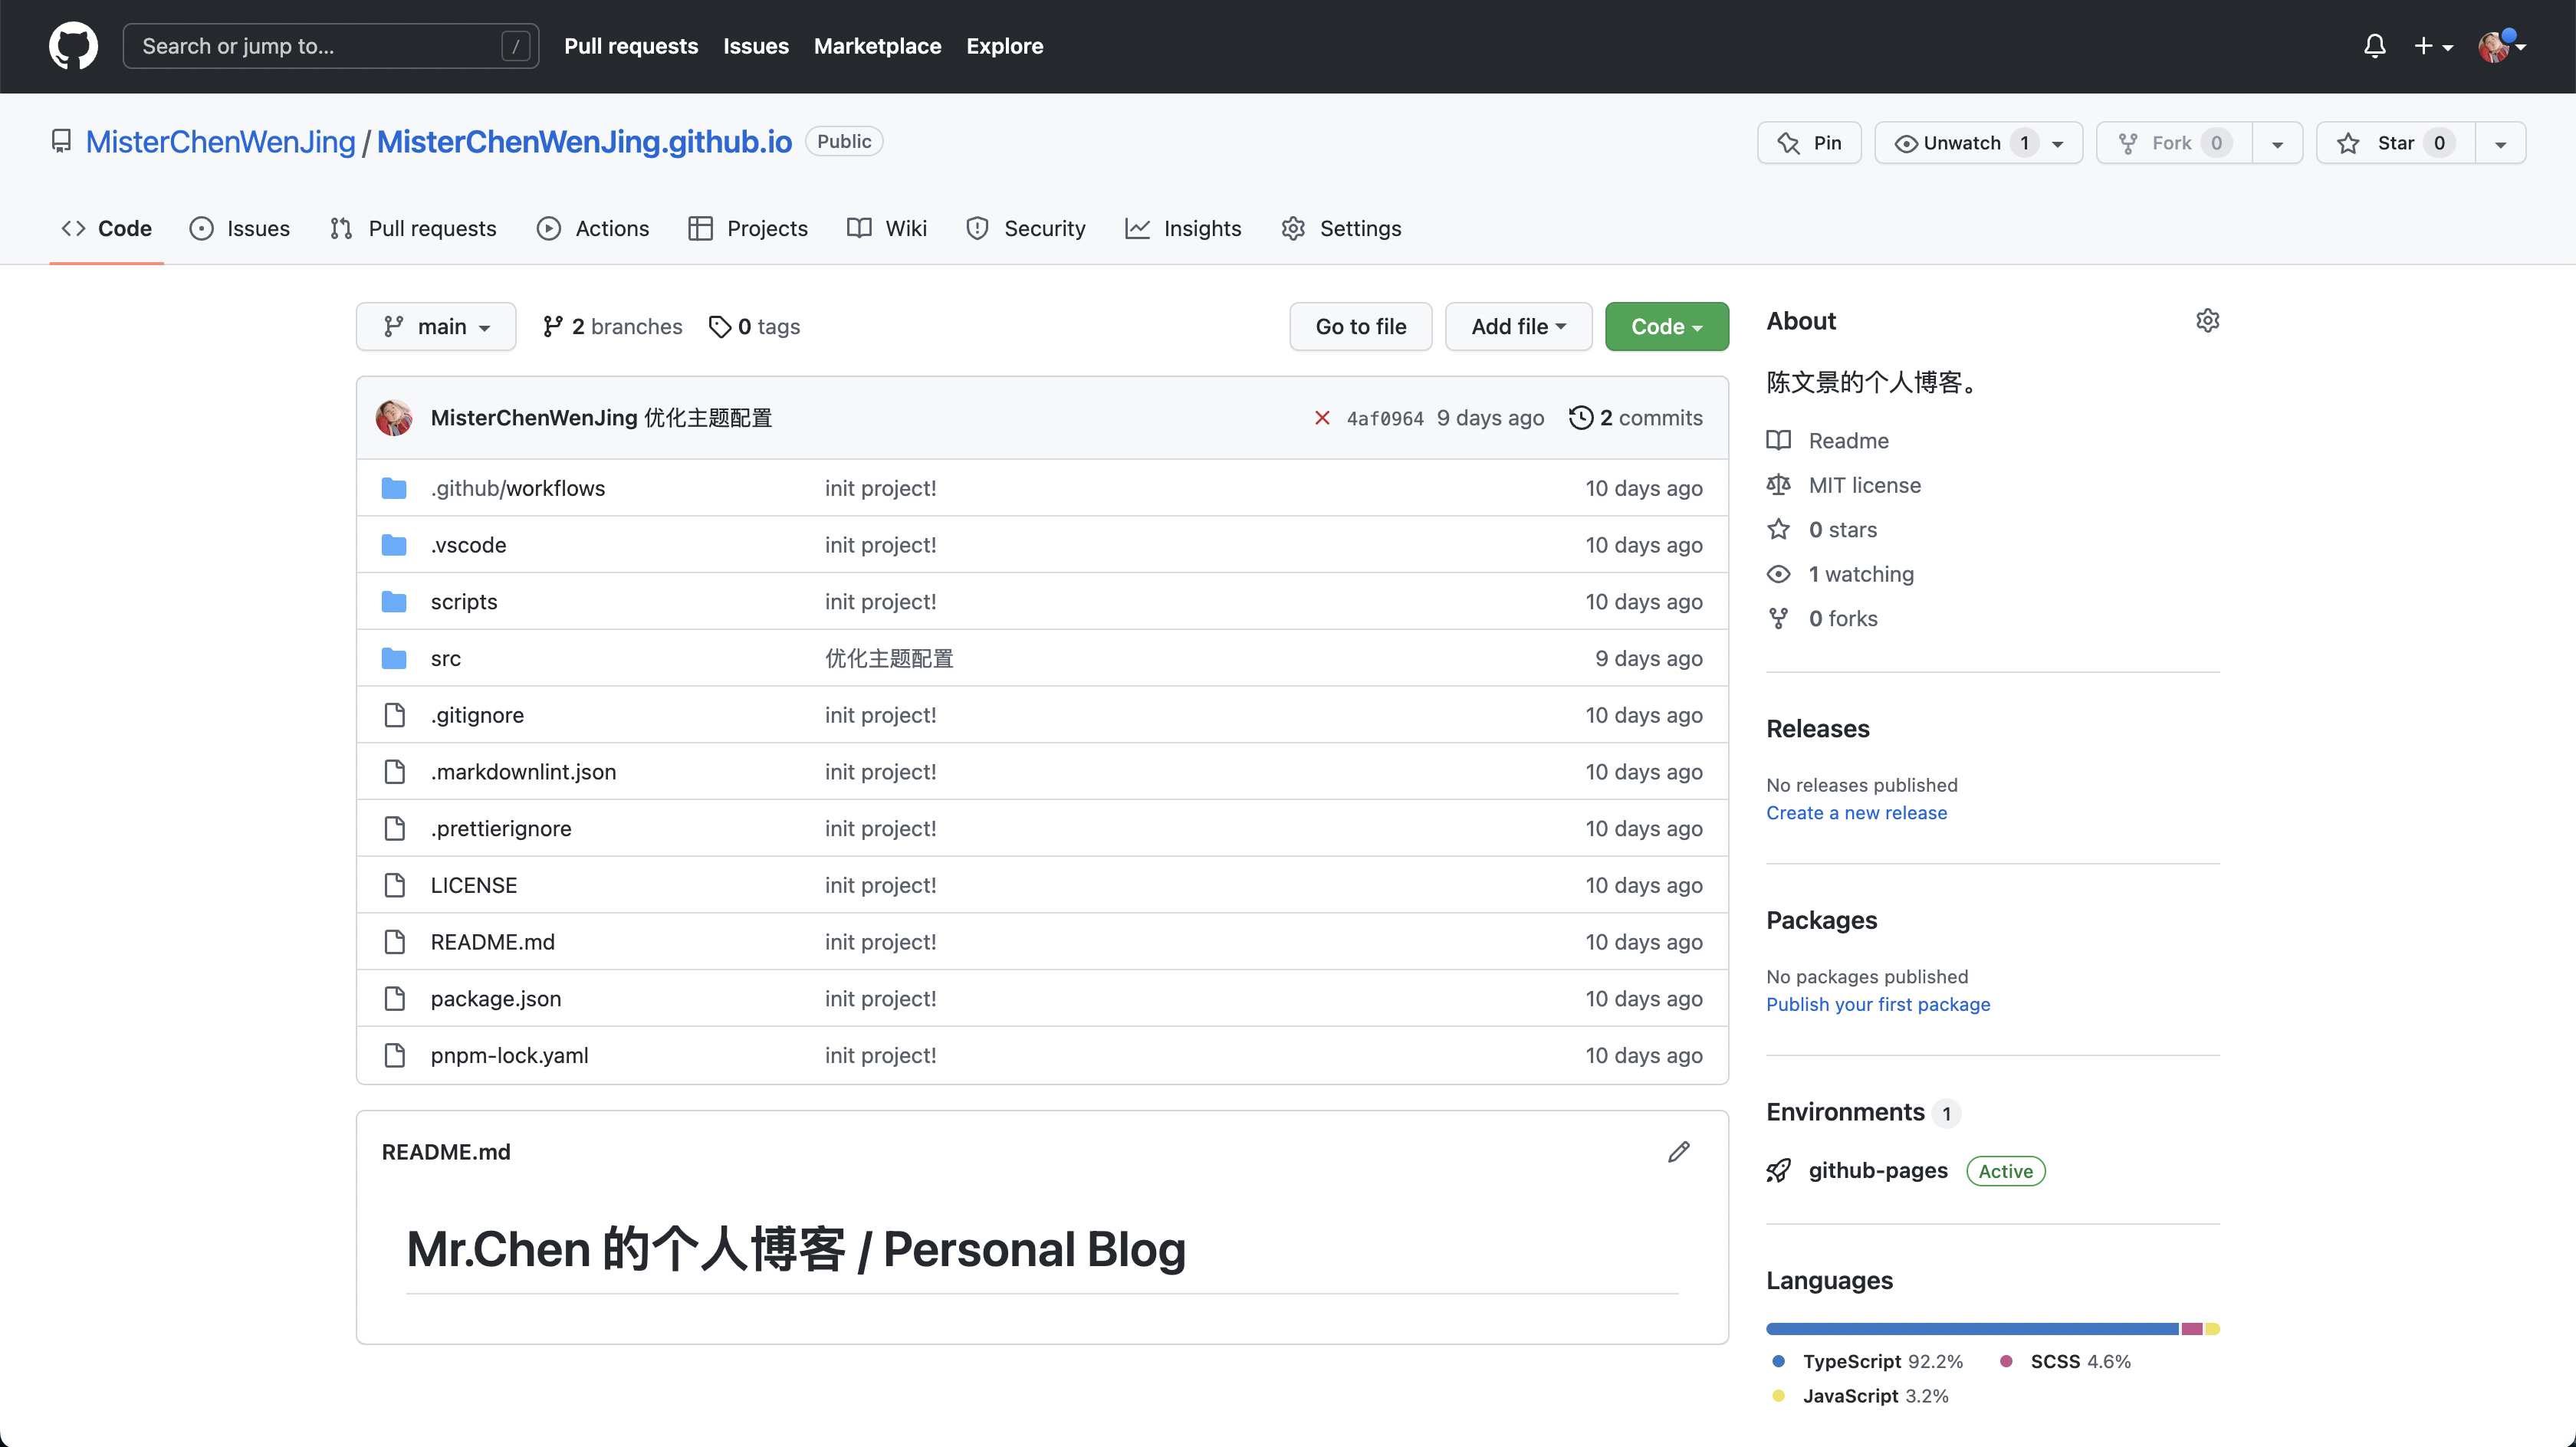 Search or jump to... / Pull requests Issues Marketplace Explore
MisterChenWenJing / MisterChenWenJing.github.io Public Pin Unwatch 1 Fork 0 Star 0
Code Issues Pull requests Actions Projects Wiki Security Insights Settings
main 2 branches 0 tags Go to file Add file Code
MisterChenWenJing 优化主题配置 4af0964 9 days ago 2 commits
.github/workflows init project! 10 days ago
.vscode init project! 10 days ago
scripts init project! 10 days ago
src 优化主题配置 9 days ago
.gitignore init project! 10 days ago
.markdownlint.json init project! 10 days ago
.prettierignore init project! 10 days ago
LICENSE init project! 10 days ago
README.md init project! 10 days ago
package.json init project! 10 days ago
pnpm-lock.yaml init project! 10 days ago
README.md
Mr.Chen 的个人博客 / Personal Blog
About
陈文景的个人博客。
Readme
MIT license
0 stars
1 watching
0 forks
Releases
No releases published
Create a new release
Packages
No packages published
Publish your first package
Environments 1
github-pages Active
Languages
TypeScript 92.2% SCSS 4.6%
JavaScript 3.2%